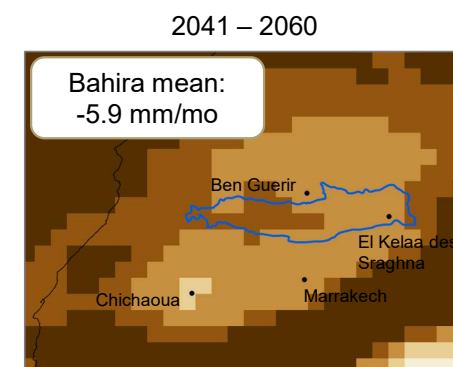 2041 – 2060
Bahira mean:
-5.9 mm/mo
Ben Guerir
El Kelaa des
Sraghna
Chichaoua
Marrakech